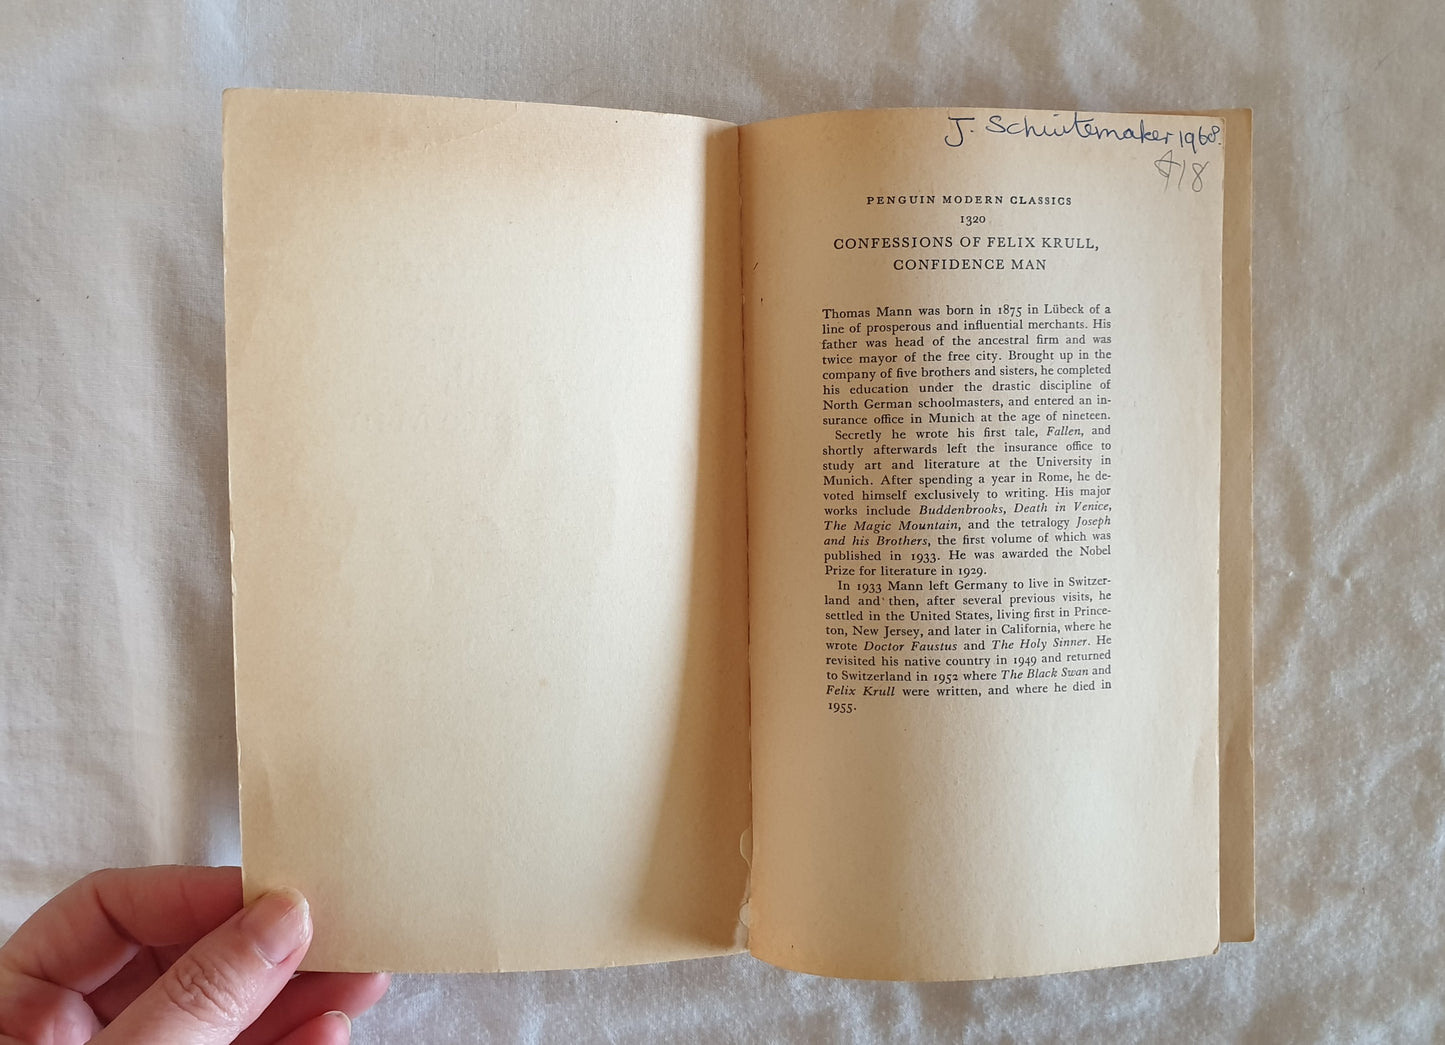 J. Schuitemaker 1968.
$18
PENGUIN MODERN CLASSICS
1320
CONFESSIONS OF FELIX KRULL,
CONFIDENCE MAN
Thomas Mann was born in 1875 in Lübeck of a
line of prosperous and influential merchants. His
father was head of the ancestral firm and was
twice mayor of the free city. Brought up in the
company of five brothers and sisters, he completed
his education under the drastic discipline of
North German schoolmasters, and entered an in-
surance office in Munich at the age of nineteen.
Secretly he wrote his first tale, Fallen, and
shortly afterwards left the insurance office to
study art and literature at the University in
Munich. After spending a year in Rome, he de-
voted himself exclusively to writing. His major
works include Buddenbrooks, Death in Venice,
The Magic Mountain, and the tetralogy Joseph
and his Brothers, the first volume of which was
published in 1933. He was awarded the Nobel
Prize for literature in 1929.
In 1933 Mann left Germany to live in Switzer-
land and then, after several previous visits, he
settled in the United States, living first in Prince-
ton, New Jersey, and later in California, where he
wrote Doctor Faustus and The Holy Sinner. He
revisited his native country in 1949 and returned
to Switzerland in 1952 where The Black Swan and
Felix Krull were written, and where he died in
1955.